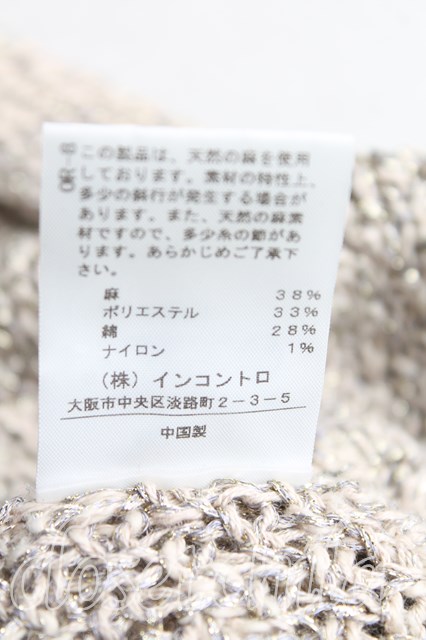 この製品は、天然の麻を使用
しております。素材の特性上、
多少の斜行が発生する場合が
あります。また、天然の麻素
材ですので、多少糸の節があ
ります。あらかじめご了承下
さい。
麻 38%
ポリエステル 33%
綿 28%
ナイロン 1%
(株)インコントロ
大阪市中央区淡路町2-3-5
中国製